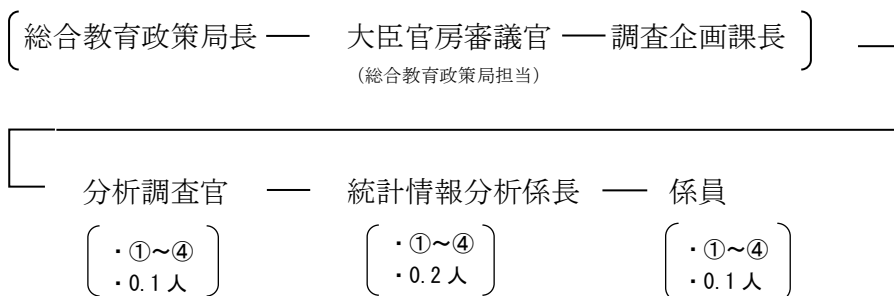 総合教育政策局長 ― 大臣官房審議官 ― 調査企画課長
(総合教育政策局担当)
分析調査官 ― 統計情報分析係長 ― 係員
・①~④ ・①~④ ・①~④
・0.1人 ・0.2人 ・0.1人